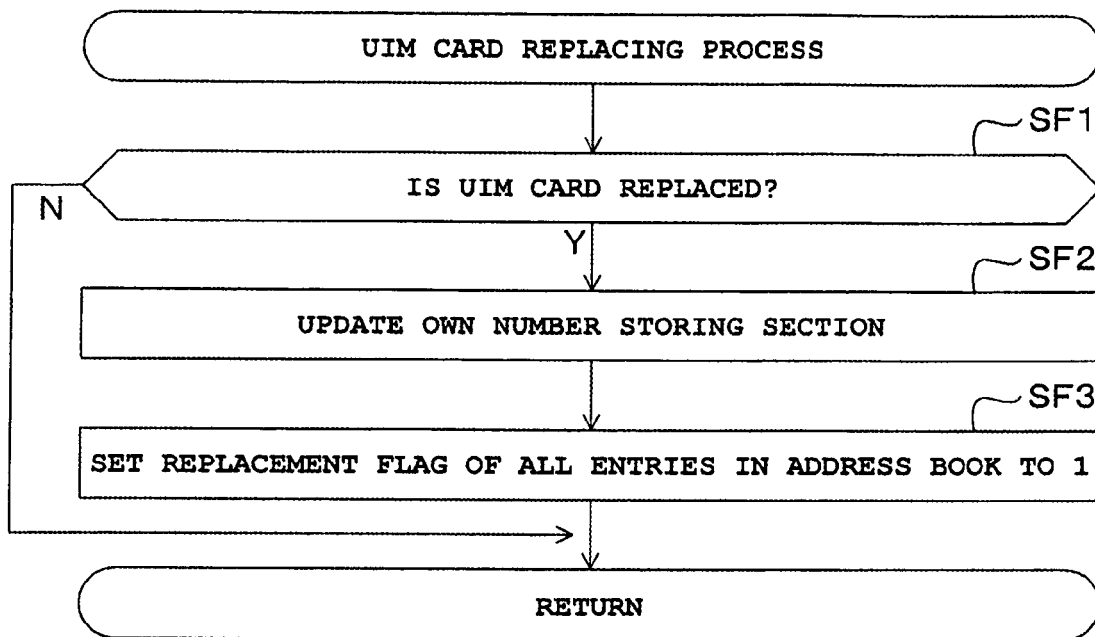 UIM CARD REPLACING PROCESS
SF1
IS UIM CARD REPLACED?
N
Y
SF2
UPDATE OWN NUMBER STORING SECTION
SF3
SET REPLACEMENT FLAG OF ALL ENTRIES IN ADDRESS BOOK TO 1
RETURN